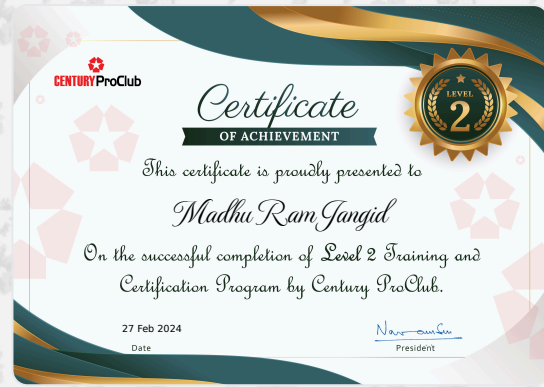 CENTURY ProClub
Certificate
OF ACHIEVEMENT
LEVEL
2
This certificate is proudly presented to
Madhu Ram Jangid
On the successful completion of Level 2 Training and
Certification Program by Century ProClub.
27 Feb 2024
Date
President